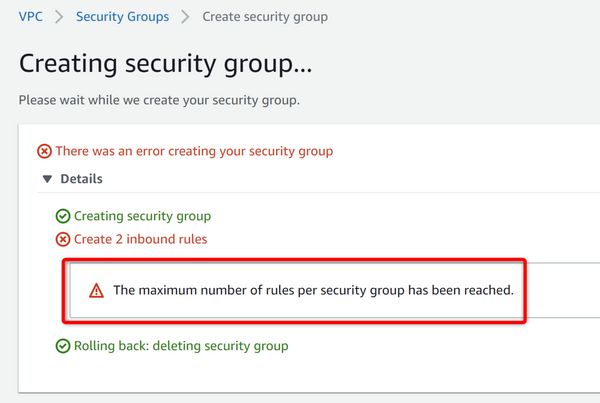 VPC > Security Groups > Create security group
Creating security group...
Please wait while we create your security group.
There was an error creating your security group
Details
Creating security group
Create 2 inbound rules
The maximum number of rules per security group has been reached.
Rolling back: deleting security group